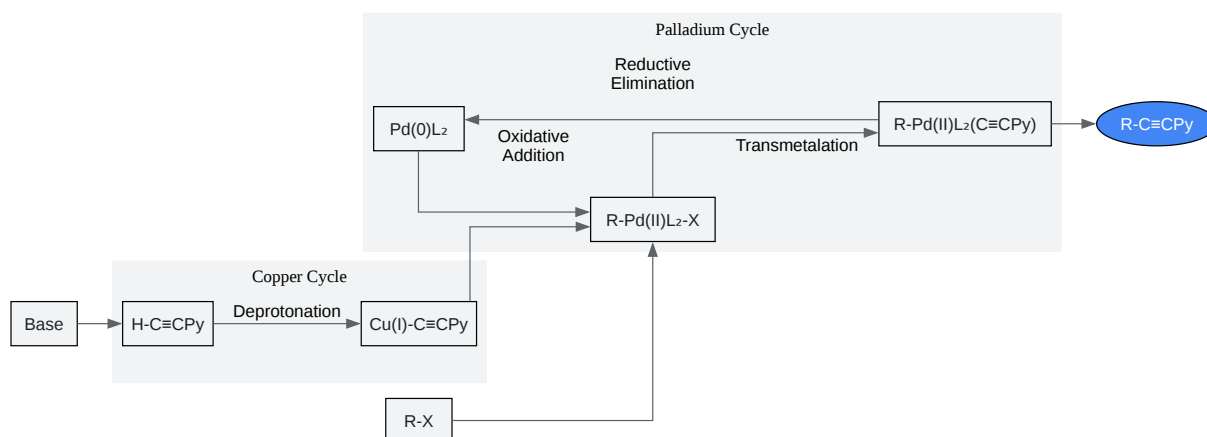 Palladium Cycle
Reductive
Elimination
Pd(0)L₂
Oxidative
Addition
Transmetalation
R-Pd(II)L₂(C≡CPy)
R-C≡CPy
R-Pd(II)L₂-X
Copper Cycle
Base
H-C≡CPy
Deprotonation
Cu(I)-C≡CPy
R-X